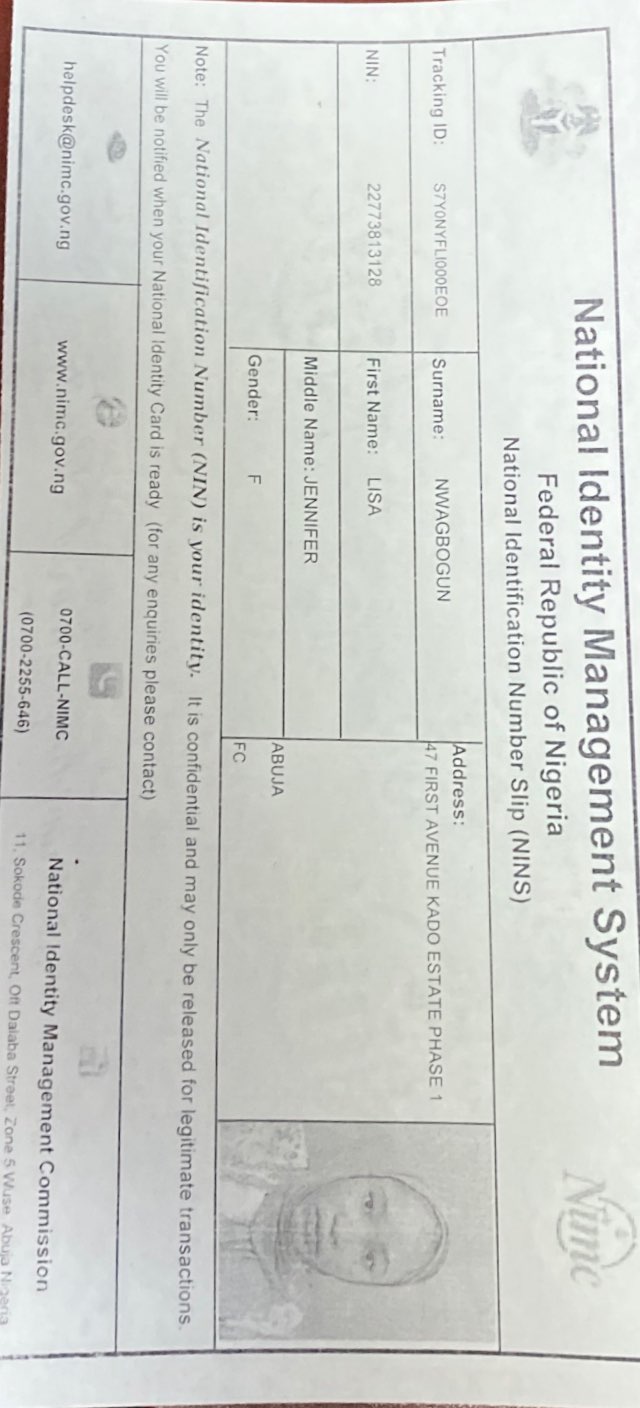 National Identity Management System
Federal Republic of Nigeria
National Identification Number Slip (NINS)
Nimc
Tracking ID: S7Y0NYFLI000EOE
Surname: NWAGBOGUN
Address:
47 FIRST AVENUE KADO ESTATE PHASE 1
NIN: 22773813128
First Name: LISA
Middle Name: JENNIFER
ABUJA
Gender: F
FC
Note: The National Identification Number (NIN) is your identity. It is confidential and may only be released for legitimate transactions.
You will be notified when your National Identity Card is ready (for any enquiries please contact)
helpdesk@nimc.gov.ng
www.nimc.gov.ng
0700-CALL-NIMC
(0700-2255-646)
National Identity Management Commission
11, Sokode Crescent, Off Dalaba Street, Zone 5 Wuse, Abuja Nigeria